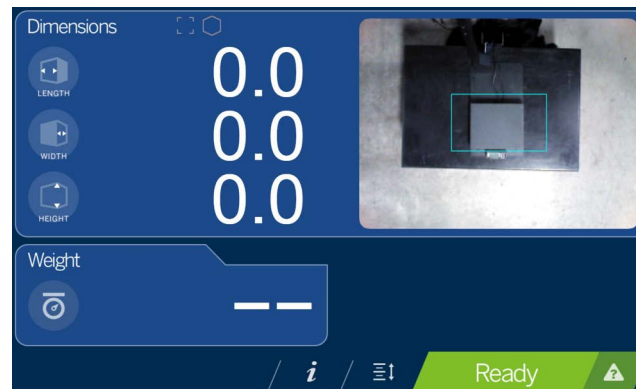 Dimensions
LENGTH
0.0
WIDTH
0.0
HEIGHT
0.0
Weight
——
i
Ready
?